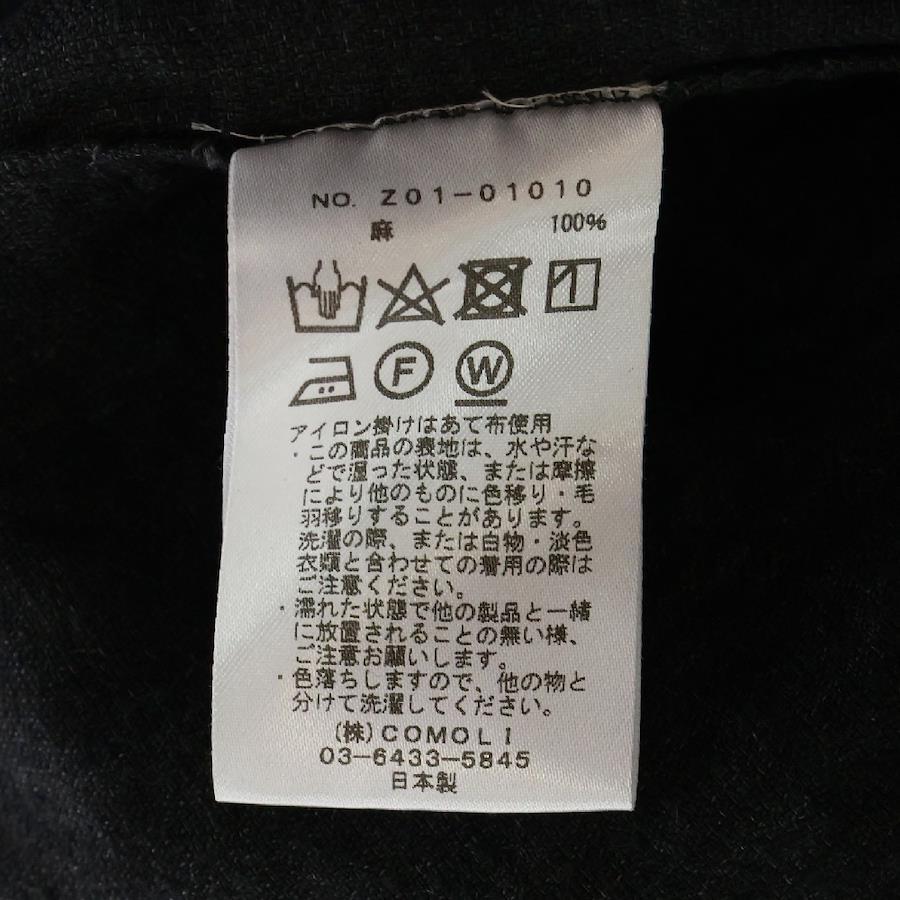 NO. Z01-01010
麻 100%
F W
アイロン掛けはあて布使用
・この商品の表地は、水や汗な
どで湿った状態、または摩擦
により他のものに色移り・毛
羽移りすることがあります。
洗濯の際、または白物・淡色
衣類と合わせての着用の際は
ご注意ください。
・濡れた状態で他の製品と一緒
に放置されることの無い様、
ご注意お願いします。
・色落ちしますので、他の物と
分けて洗濯してください。
(株)COMOLI
03-6433-5845
日本製